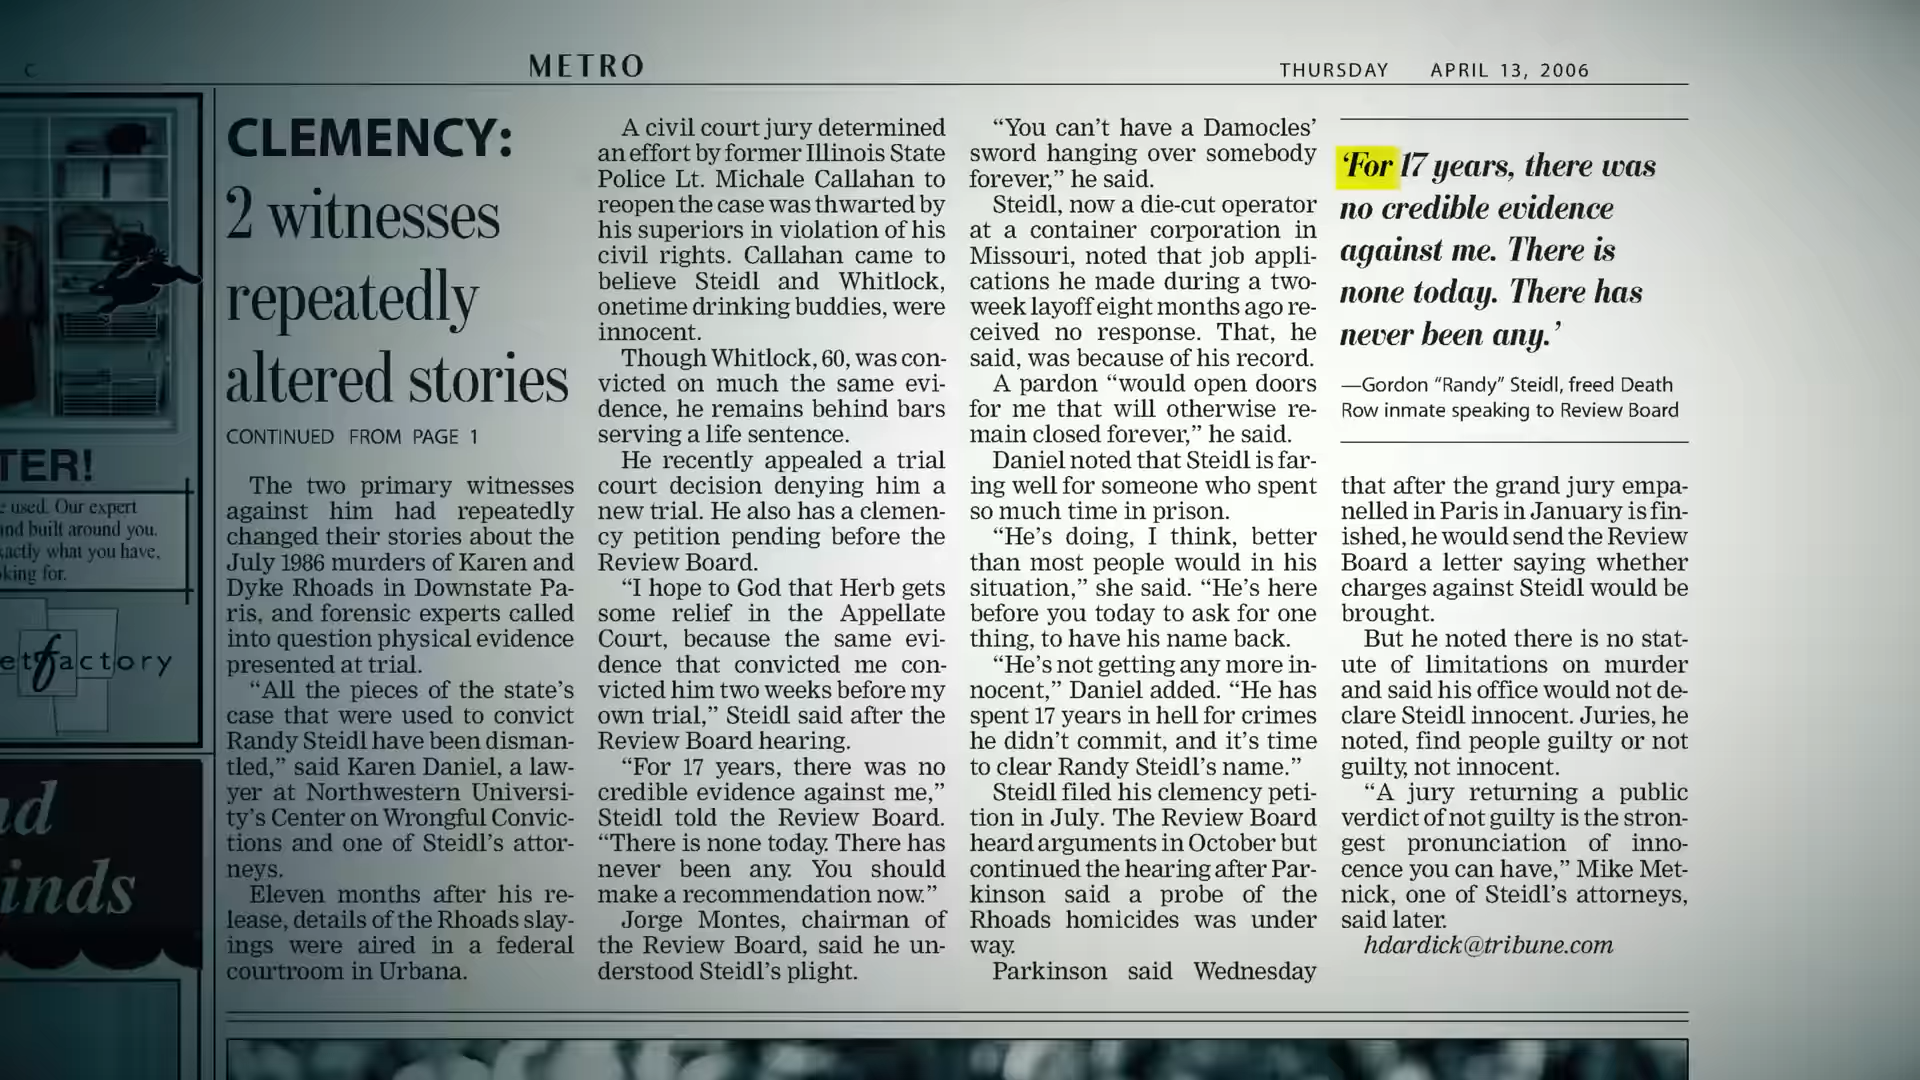 C
METRO
THURSDAY APRIL 13, 2006
TER!
used. Our expert
and built around you.
exactly what you have,
king for.
factory
nd
inds
CLEMENCY:
2 witnesses
repeatedly
altered stories
CONTINUED FROM PAGE 1
The two primary witnesses
against him had repeatedly
changed their stories about the
July 1986 murders of Karen and
Dyke Rhoads in Downstate Pa-
ris, and forensic experts called
into question physical evidence
presented at trial.
“All the pieces of the state’s
case that were used to convict
Randy Steidl have been disman-
tled,” said Karen Daniel, a law-
yer at Northwestern Universi-
ty’s Center on Wrongful Convic-
tions and one of Steidl’s attor-
neys.
Eleven months after his re-
lease, details of the Rhoads slay-
ings were aired in a federal
courtroom in Urbana.
A civil court jury determined
an effort by former Illinois State
Police Lt. Michale Callahan to
reopen the case was thwarted by
his superiors in violation of his
civil rights. Callahan came to
believe Steidl and Whitlock,
onetime drinking buddies, were
innocent.
Though Whitlock, 60, was con-
victed on much the same evi-
dence, he remains behind bars
serving a life sentence.
He recently appealed a trial
court decision denying him a
new trial. He also has a clemen-
cy petition pending before the
Review Board.
“I hope to God that Herb gets
some relief in the Appellate
Court, because the same evi-
dence that convicted me con-
victed him two weeks before my
own trial,” Steidl said after the
Review Board hearing.
“For 17 years, there was no
credible evidence against me,”
Steidl told the Review Board.
“There is none today. There has
never been any. You should
make a recommendation now.”
Jorge Montes, chairman of
the Review Board, said he un-
derstood Steidl’s plight.
“You can’t have a Damocles’
sword hanging over somebody
forever,” he said.
Steidl, now a die-cut operator
at a container corporation in
Missouri, noted that job appli-
cations he made during a two-
week layoff eight months ago re-
ceived no response. That, he
said, was because of his record.
A pardon “would open doors
for me that will otherwise re-
main closed forever,” he said.
Daniel noted that Steidl is far-
ing well for someone who spent
so much time in prison.
“He’s doing, I think, better
than most people would in his
situation,” she said. “He’s here
before you today to ask for one
thing, to have his name back.
“He’s not getting any more in-
nocent,” Daniel added. “He has
spent 17 years in hell for crimes
he didn’t commit, and it’s time
to clear Randy Steidl’s name.”
Steidl filed his clemency peti-
tion in July. The Review Board
heard arguments in October but
continued the hearing after Par-
kinson said a probe of the
Rhoads homicides was under
way.
Parkinson said Wednesday
‘For 17 years, there was
no credible evidence
against me. There is
none today. There has
never been any.’
—Gordon “Randy” Steidl, freed Death
Row inmate speaking to Review Board
that after the grand jury empa-
nelled in Paris in January is fin-
ished, he would send the Review
Board a letter saying whether
charges against Steidl would be
brought.
But he noted there is no stat-
ute of limitations on murder
and said his office would not de-
clare Steidl innocent. Juries, he
noted, find people guilty or not
guilty, not innocent.
“A jury returning a public
verdict of not guilty is the stron-
gest pronunciation of inno-
cence you can have,” Mike Met-
nick, one of Steidl’s attorneys,
said later.
hdardick@tribune.com